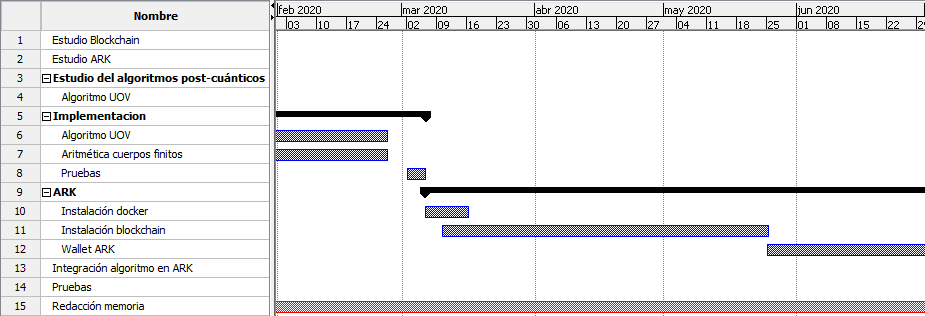 Nombre
feb 2020 mar 2020 abr 2020 may 2020 jun 2020
03 10 17 24 02 09 16 23 30 06 13 20 27 04 11 18 25 01 08 15 22 29
1 Estudio Blockchain
2 Estudio ARK
3 Estudio del algoritmos post-cuánticos
4 Algoritmo UOV
5 Implementacion
6 Algoritmo UOV
7 Aritmética cuerpos finitos
8 Pruebas
9 ARK
10 Instalación docker
11 Instalación blockchain
12 Wallet ARK
13 Integración algoritmo en ARK
14 Pruebas
15 Redacción memoria